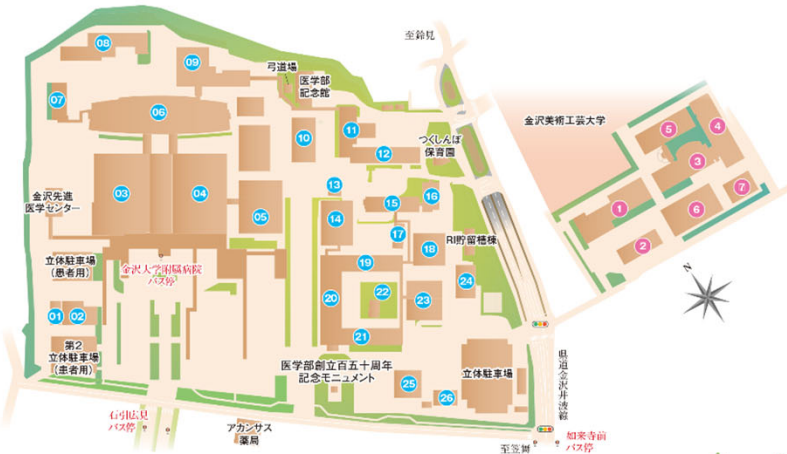 至鈴見
08
09
弓道場
医学部
記念館
07
06
10
11
12
つくしんぼ
保育園
金沢美術工芸大学
5
4
3
1
6
7
2
金沢先進
医学センター
03
04
05
13
14
15
16
17
18
RI貯留槽棟
19
20
22
23
24
21
立体駐車場
(患者用)
金沢大学附属病院
バス停
01
02
第2
立体駐車場
(患者用)
医学部創立百五十周年
記念モニュメント
25
26
立体駐車場
県道金沢井波線
N
石引広見
バス停
アカンサス
薬局
至笠舞
如来寺前
バス停